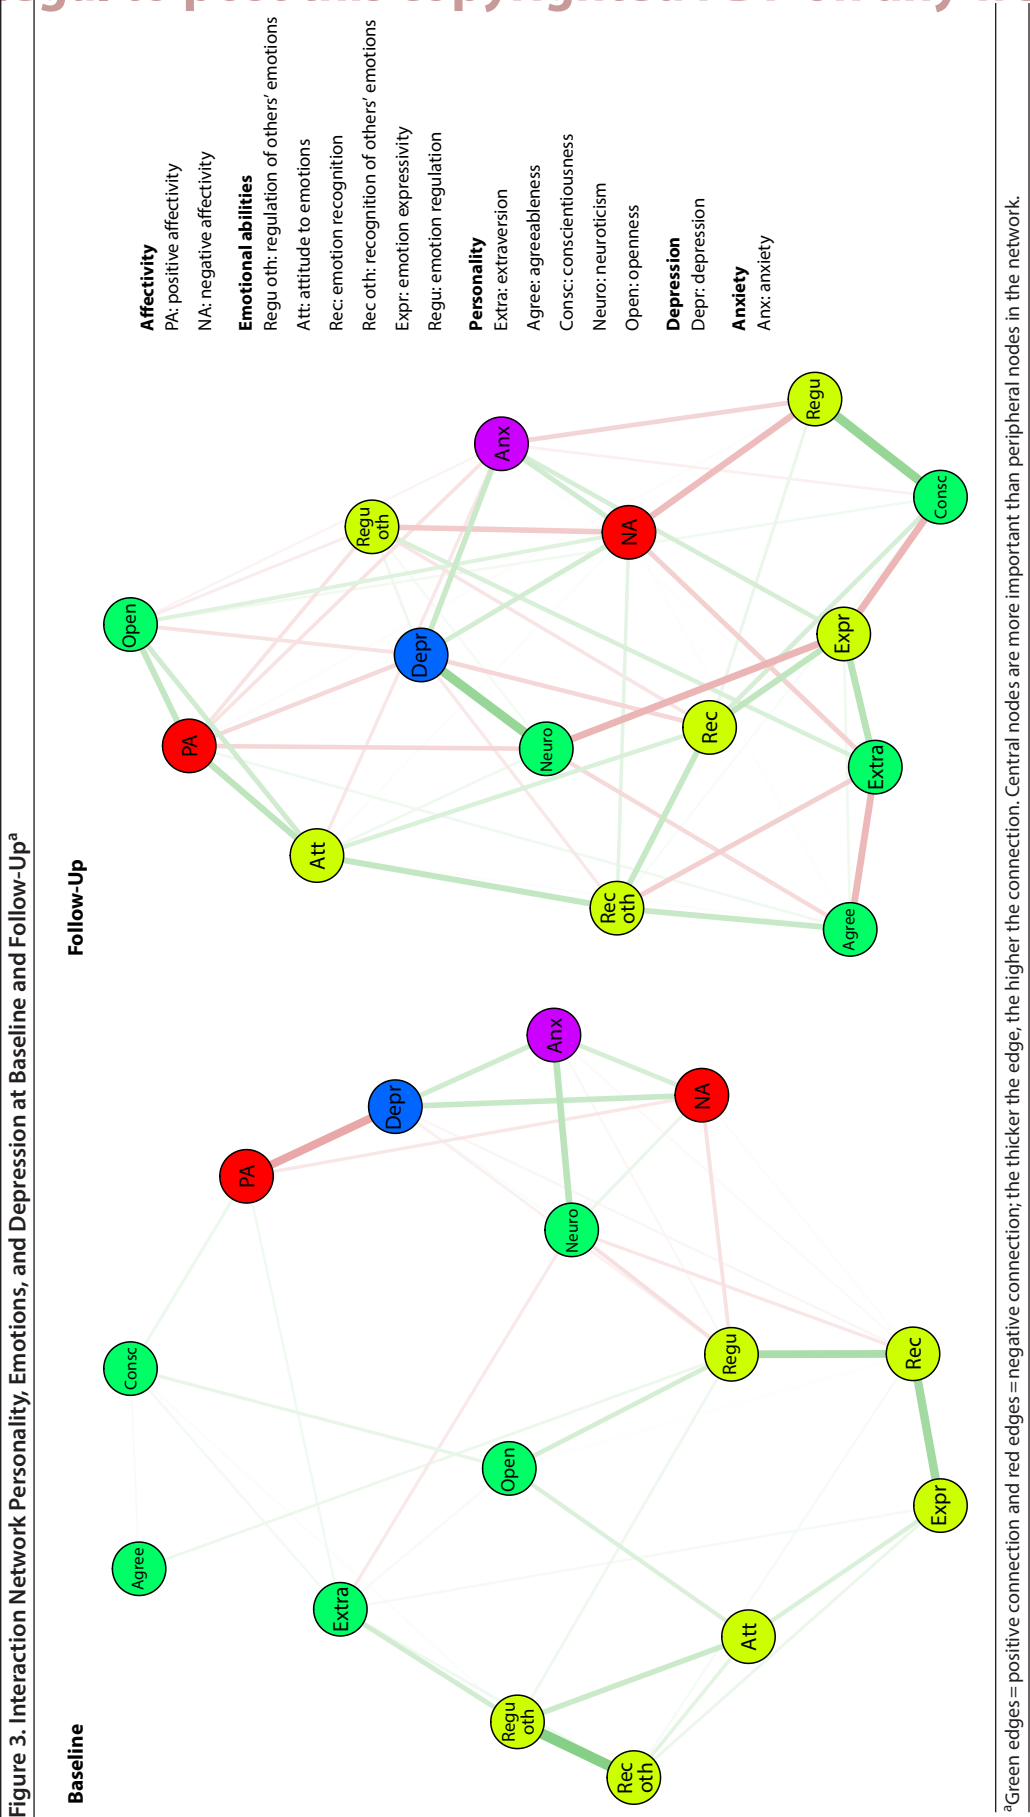 Figure 3. Interaction Network Personality, Emotions, and Depression at Baseline and Follow-Upᵃ
Baseline
Rec
oth
Regu
oth
Att
Extra
Agree
Expr
Open
Consc
Regu
Rec
Neuro
PA
Depr
NA
Anx
Follow-Up
Agree
Rec
oth
Att
Extra
Neuro
PA
Rec
Depr
Expr
Open
NA
Regu
oth
Consc
Anx
Regu
Affectivity
PA: positive affectivity
NA: negative affectivity
Emotional abilities
Regu oth: regulation of others’ emotions
Att: attitude to emotions
Rec: emotion recognition
Rec oth: recognition of others’ emotions
Expr: emotion expressivity
Regu: emotion regulation
Personality
Extra: extraversion
Agree: agreeableness
Consc: conscientiousness
Neuro: neuroticism
Open: openness
Depression
Depr: depression
Anxiety
Anx: anxiety
ᵃGreen edges = positive connection and red edges = negative connection; the thicker the edge, the higher the connection. Central nodes are more important than peripheral nodes in the network.